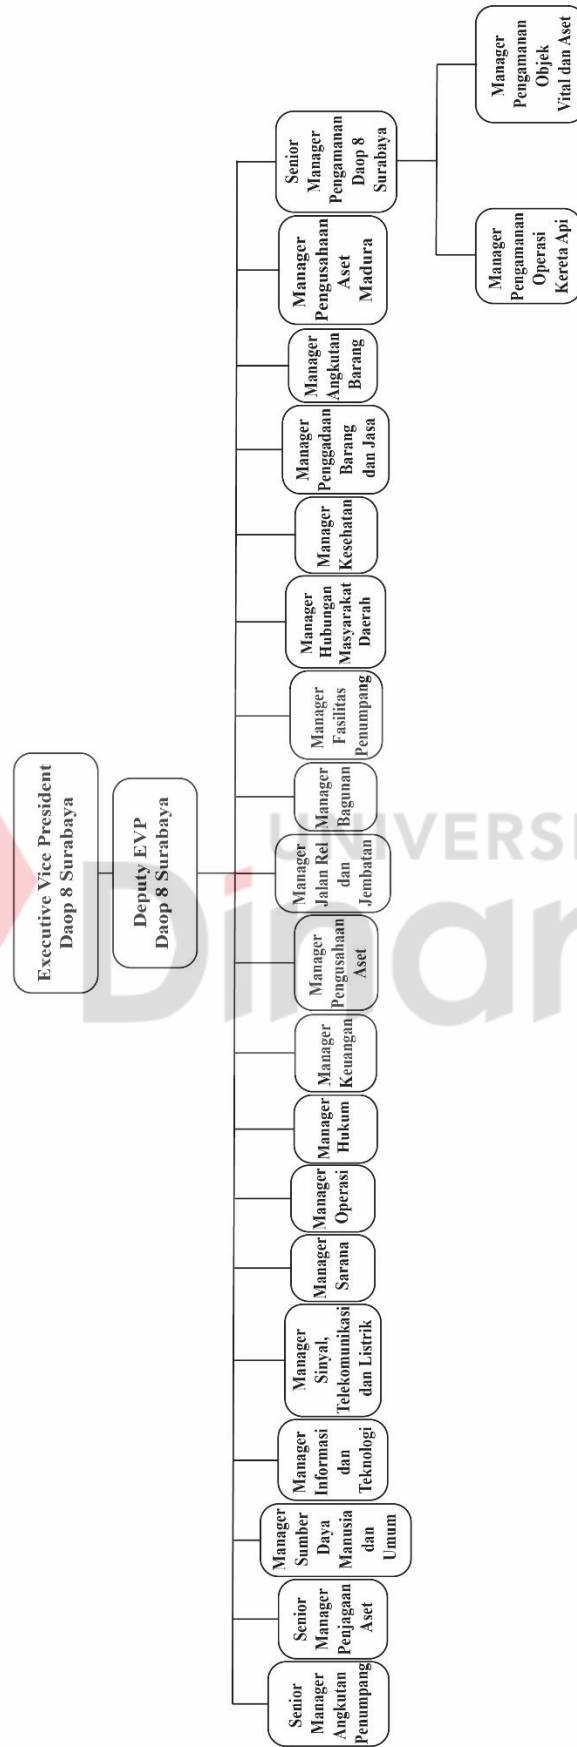 Executive Vice President
Daop 8 Surabaya
Deputy EVP
Daop 8 Surabaya
Senior
Manager
Angkutan
Penumpang
Senior
Manager
Penjagaan
Aset
Manager
Sumber
Daya
Manusia
dan
Umum
Manager
Informasi
dan
Teknologi
Manager
Sinyal,
Telekomunikasi
dan Listrik
Manager
Sarana
Manager
Operasi
Manager
Hukum
Manager
Keuangan
Manager
Pengusahaan
Aset
Manager
Jalan Rel
dan
Jembatan
Manager
Bagunan
Manager
Fasilitas
Penumpang
Manager
Hubungan
Masyarakat
Daerah
Manager
Kesehatan
Manager
Penggadaan
Barang
dan Jasa
Manager
Angkutan
Barang
Manager
Pengusahaan
Aset
Madura
Senior
Manager
Pengamanan
Daop 8
Surabaya
Manager
Pengamanan
Operasi
Kereta Api
Manager
Pengamanan
Objek
Vital dan Aset
UNIVERSI
Dinar